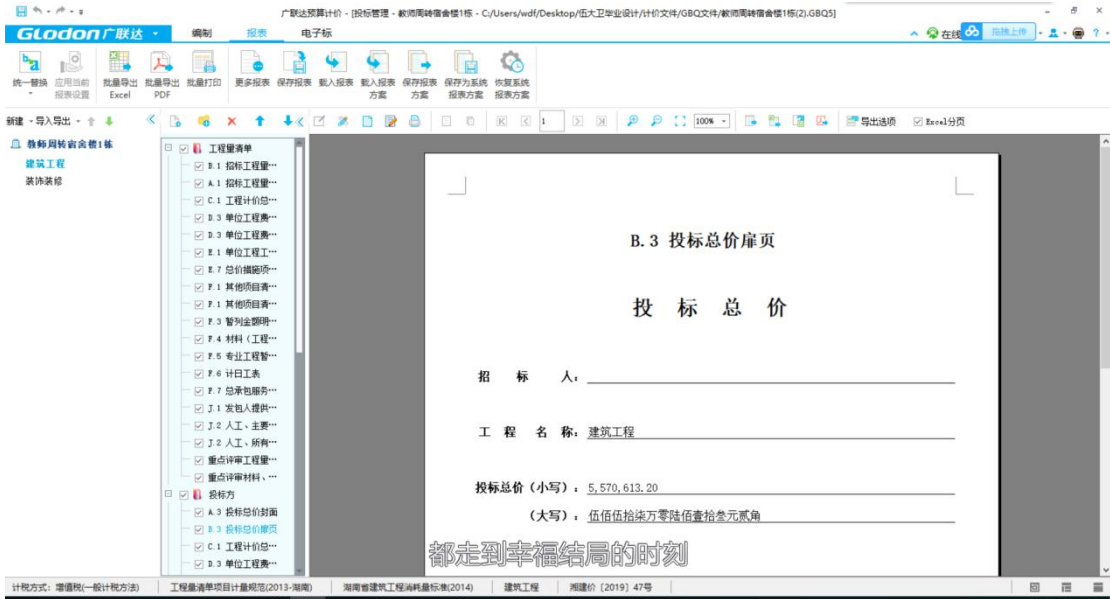 广联达预算计价 - [投标管理 - 教师周转宿舍楼1栋 - C:/Users/wdf/Desktop/伍大卫毕业设计/计价文件/GBQ文件/教师周转宿舍楼1栋(2).GBQ5]
GLodon广联达 编制 报表 电子标 在线 拖拽上传 ?
统一替换 应用当前报表设置 批量导出Excel 批量导出PDF 批量打印 更多报表 保存报表 载入报表 载入报表方案 保存报表方案 保存为系统报表方案 恢复系统报表方案
新建 导入导出 1 100% 导出选项 Excel分页
教师周转宿舍楼1栋
建筑工程
装饰装修
工程量清单
B.1 招标工程量…
A.1 招标工程量…
C.1 工程计价总…
D.3 单位工程费…
D.3 单位工程费…
E.1 单位工程工…
E.7 总价措施项…
F.1 其他项目清…
F.1 其他项目清…
F.3 暂列金额明…
F.4 材料（工程…
F.5 专业工程暂…
F.6 计日工表
F.7 总承包服务…
J.1 发包人提供…
J.2 人工、主要…
J.2 人工、所有…
重点评审工程量…
重点评审材料、…
投标方
A.3 投标总价封面
B.3 投标总价扉页
C.1 工程计价总…
D.3 单位工程费…
B.3 投标总价扉页
投 标 总 价
招 标 人：
工 程 名 称：建筑工程
投标总价（小写）：5,570,613.20
（大写）：伍佰伍拾柒万零陆佰壹拾叁元贰角
都走到幸福结局的时刻
计税方式：增值税(一般计税方法) 工程量清单项目计量规范(2013-湖南) 湖南省建筑工程消耗量标准(2014) 建筑工程 湘建价〔2019〕47号